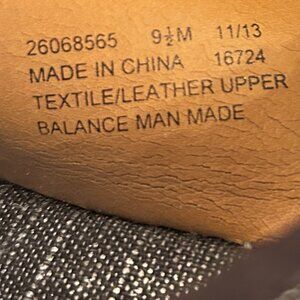 26068565 9½M 11/13
MADE IN CHINA 16724
TEXTILE/LEATHER UPPER
BALANCE MAN MADE